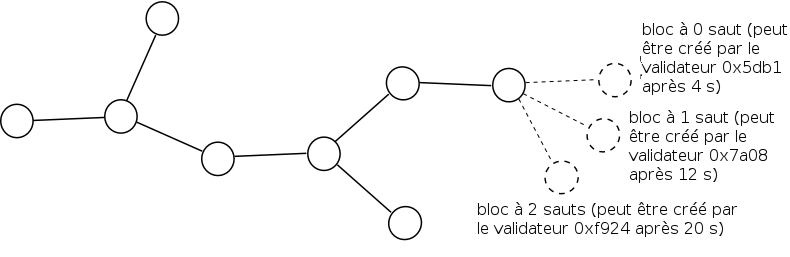 bloc à 0 saut (peut
être créé par le
validateur 0x5db1
après 4 s)
bloc à 1 saut (peut
être créé par le
validateur 0x7a08
après 12 s)
bloc à 2 sauts (peut être créé par
le validateur 0xf924 après 20 s)